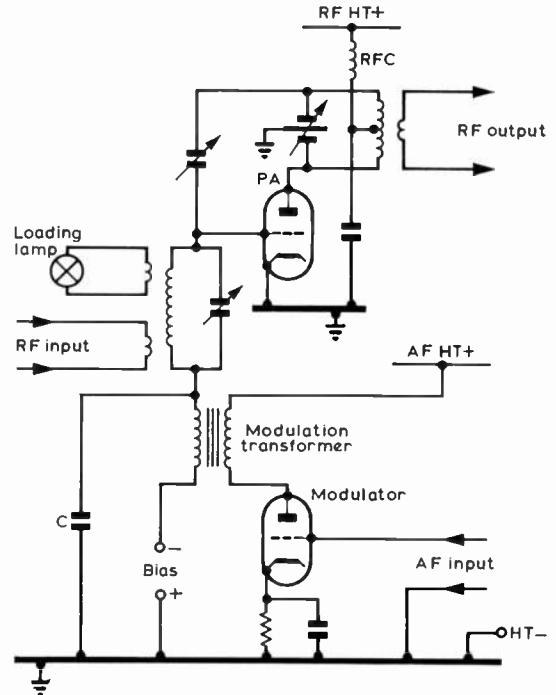 RF HT+
RFC
RF output
PA
Loading
lamp
RF input
AF HT+
Modulation
transformer
Modulator
C
−
Bias
+
AF input
HT−